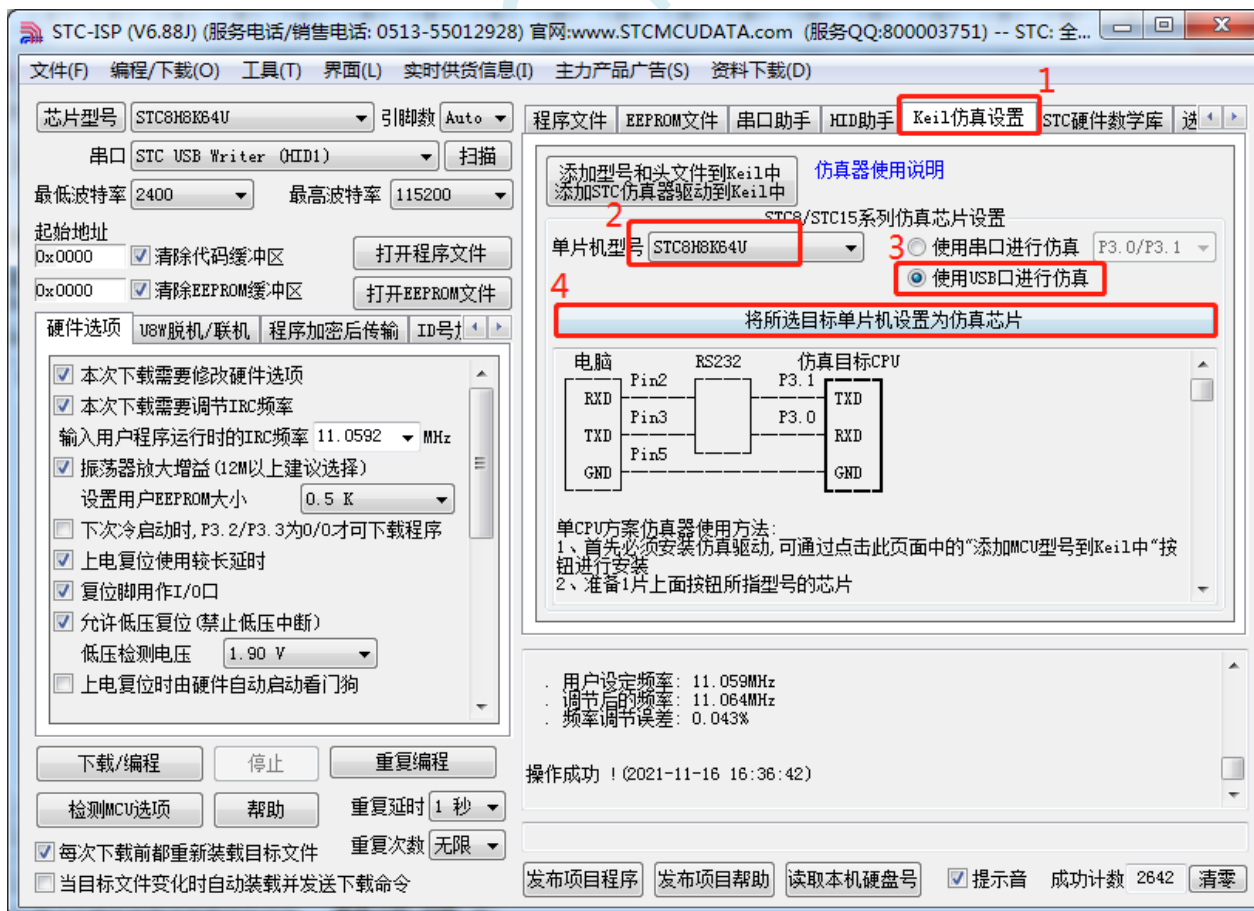 STC-ISP (V6.88J) (服务电话/销售电话: 0513-55012928) 官网:www.STCMCUDATA.com (服务QQ:800003751) -- STC: 全...
文件(F) 编程/下载(O) 工具(T) 界面(L) 实时供货信息(I) 主力产品广告(S) 资料下载(D)
1
芯片型号 STC8H8K64U 引脚数 Auto
串口 STC USB Writer (HID1) 扫描
最低波特率 2400 最高波特率 115200
起始地址
0x0000 清除代码缓冲区 打开程序文件
0x0000 清除EEPROM缓冲区 打开EEPROM文件
硬件选项 U8W脱机/联机 程序加密后传输 ID号
本次下载需要修改硬件选项
本次下载需要调节IRC频率
输入用户程序运行时的IRC频率 11.0592 MHz
振荡器放大增益(12M以上建议选择)
设置用户EEPROM大小 0.5 K
下次冷启动时,P3.2/P3.3为0/0才可下载程序
上电复位使用较长延时
复位脚用作I/O口
允许低压复位(禁止低压中断)
低压检测电压 1.90 V
上电复位时由硬件自动启动看门狗
下载/编程 停止 重复编程
检测MCU选项 帮助 重复延时 1 秒
每次下载前都重新装载目标文件 重复次数 无限
当目标文件变化时自动装载并发送下载命令
程序文件 EEPROM文件 串口助手 HID助手 Keil仿真设置 STC硬件数学库 选
添加型号和头文件到Keil中
添加STC仿真器驱动到Keil中
仿真器使用说明
STC8/STC15系列仿真芯片设置
2
单片机型号 STC8H8K64U
3
使用串口进行仿真 P3.0/P3.1
使用USB口进行仿真
4
将所选目标单片机设置为仿真芯片
电脑 RS232 仿真目标CPU
RXD Pin2 P3.1 TXD
TXD Pin3 P3.0 RXD
GND Pin5 GND
单CPU方案仿真器使用方法:
1、首先必须安装仿真驱动,可通过点击此页面中的"添加MCU型号到Keil中"按
钮进行安装
2、准备1片上面按钮所指型号的芯片
. 用户设定频率: 11.059MHz
. 调节后的频率: 11.064MHz
. 频率调节误差: 0.043%
操作成功 !(2021-11-16 16:36:42)
发布项目程序 发布项目帮助 读取本机硬盘号 提示音 成功计数 2642 清零